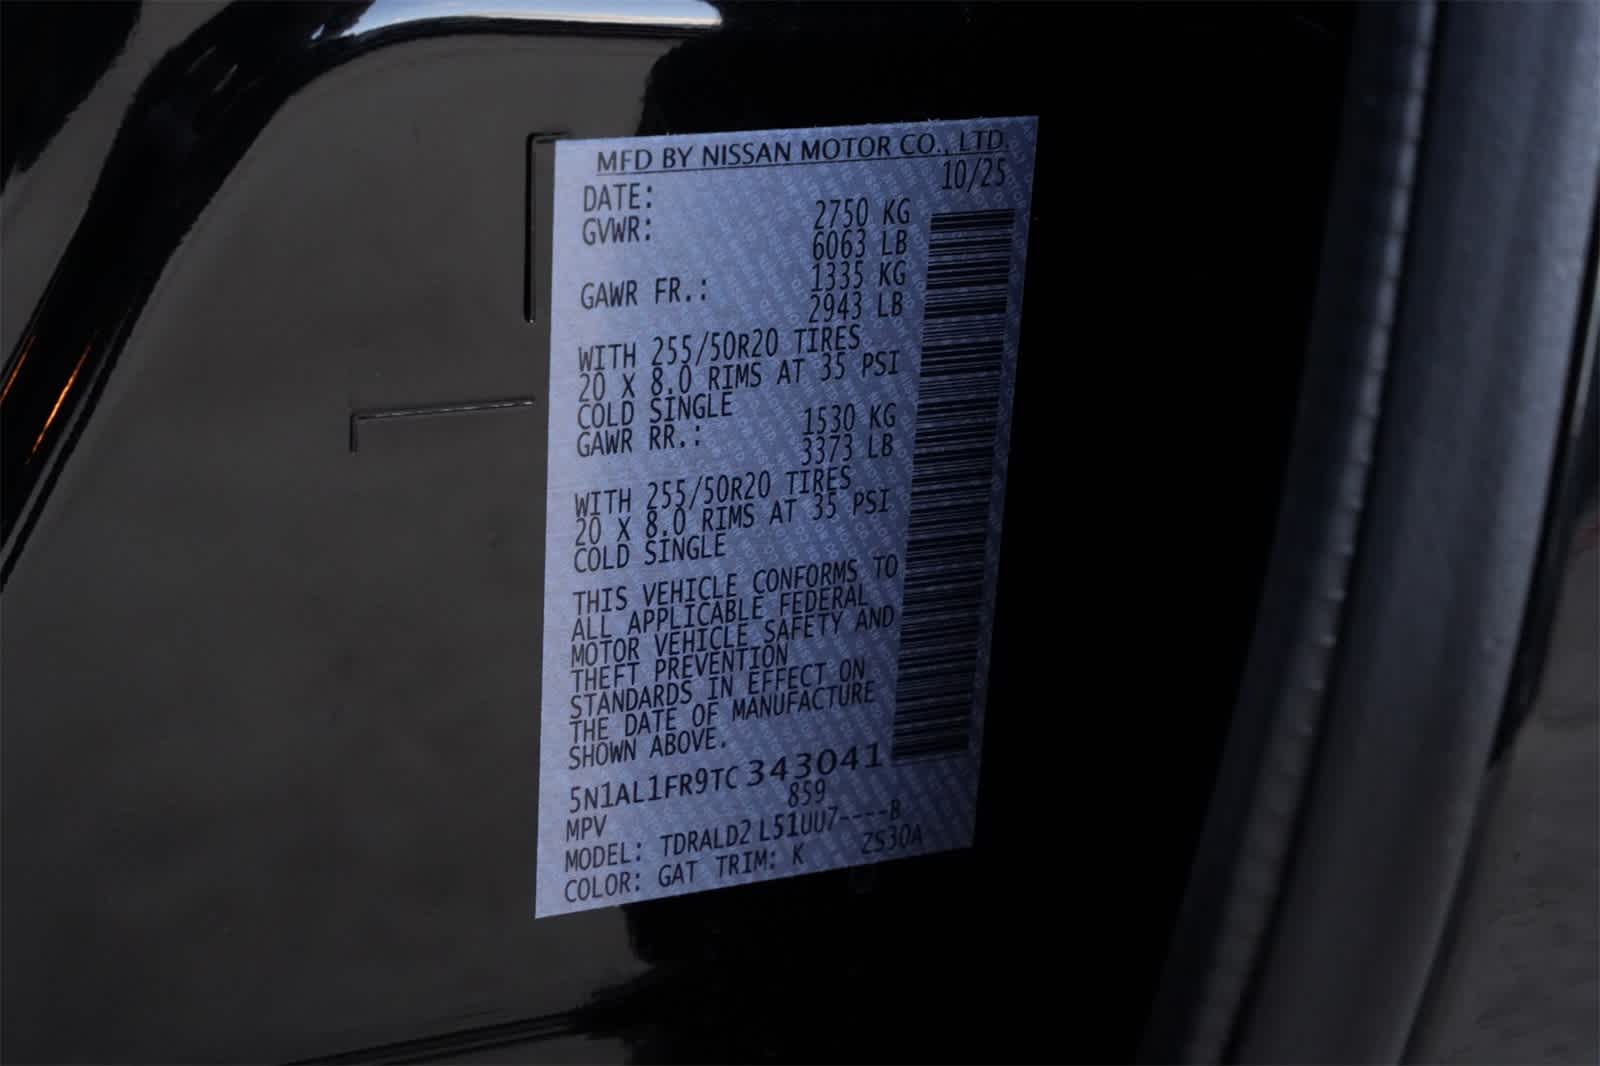 MFD BY NISSAN MOTOR CO., LTD.
DATE: 10/25
GVWR: 2750 KG
6063 LB
GAWR FR.: 1335 KG
2943 LB
WITH 255/50R20 TIRES
20 X 8.0 RIMS AT 35 PSI
COLD SINGLE
GAWR RR.: 1530 KG
3373 LB
WITH 255/50R20 TIRES
20 X 8.0 RIMS AT 35 PSI
COLD SINGLE
THIS VEHICLE CONFORMS TO
ALL APPLICABLE FEDERAL
MOTOR VEHICLE SAFETY AND
THEFT PREVENTION
STANDARDS IN EFFECT ON
THE DATE OF MANUFACTURE
SHOWN ABOVE.
5N1AL1FR9TC343041
MPV 859
MODEL: TDRALD2 L51UU7----B
COLOR: GAT TRIM: K ZS30A